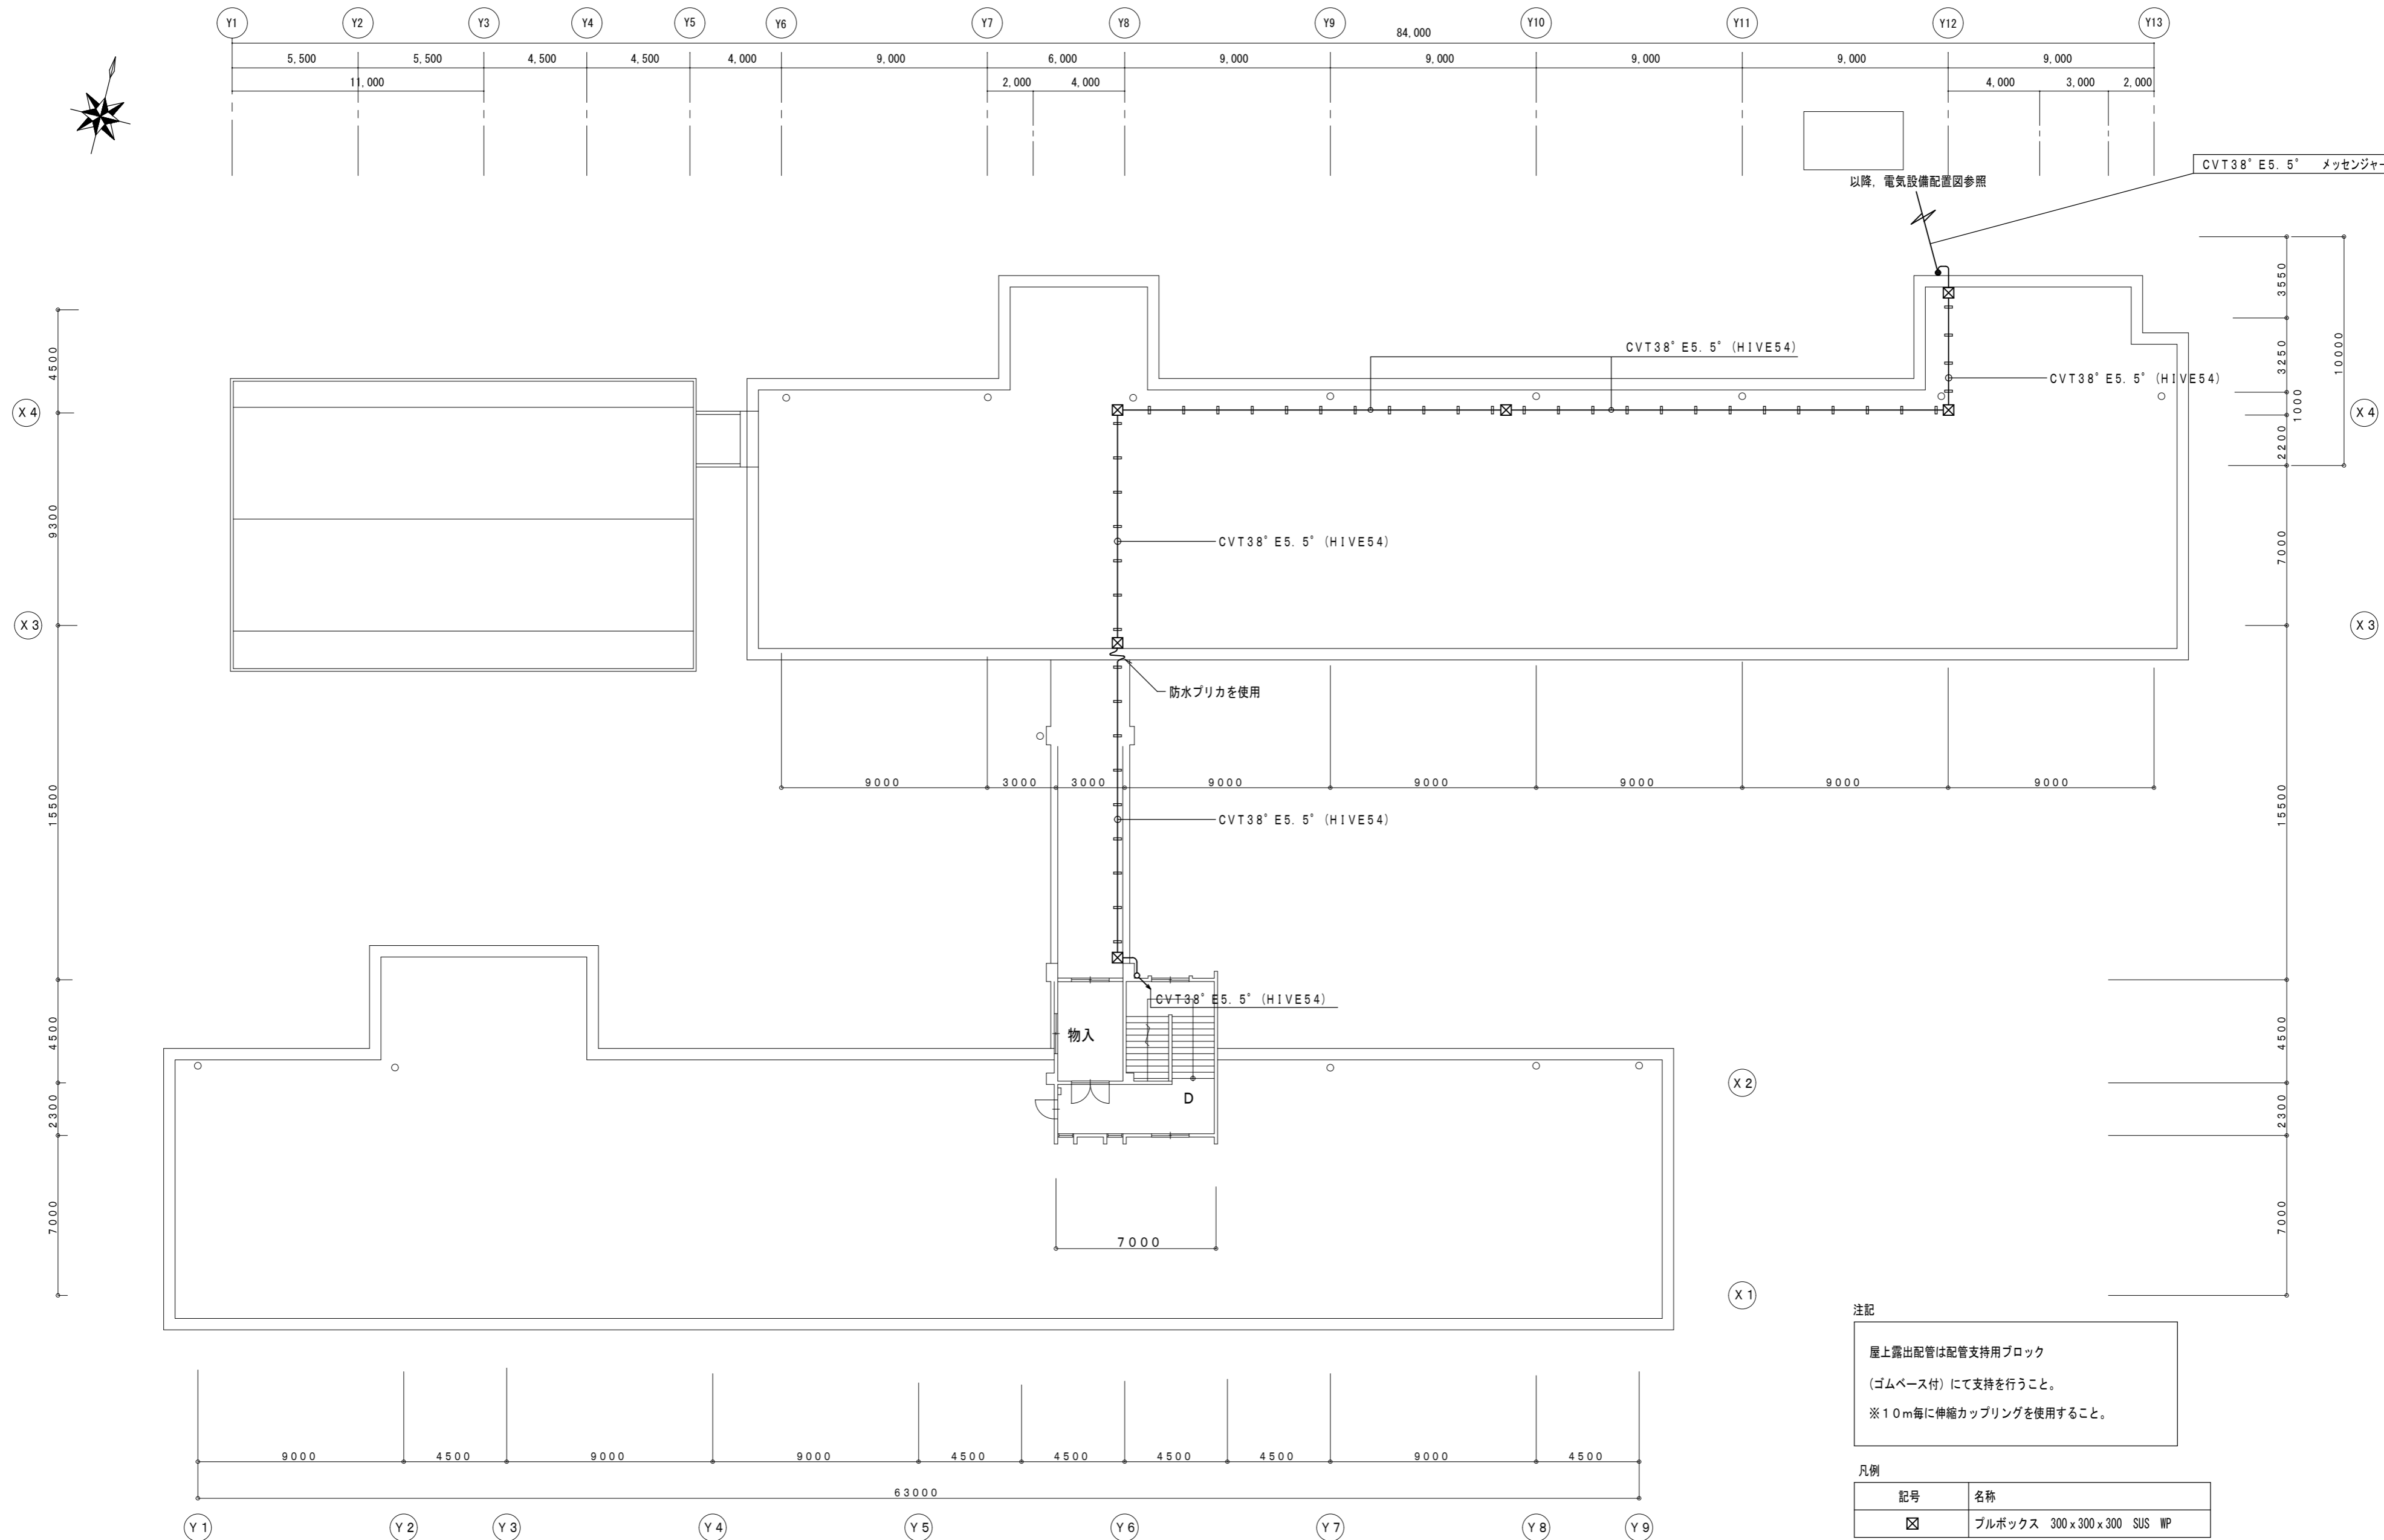 Y1 Y2 Y3 Y4 Y5 Y6 Y7 Y8 Y9 Y10 Y11 Y12 Y13
84,000
5,500 5,500 4,500 4,500 4,000 9,000 6,000 9,000 9,000 9,000 9,000 9,000
11,000 2,000 4,000 4,000 3,000 2,000
CVT38° E5.5° メッセンジャー
以降, 電気設備配置図参照
3550
4500
CVT38° E5.5° (HIVE54)
3250
10000
CVT38° E5.5° (HIVE54)
1000
X4
X4
2200
9300
CVT38° E5.5° (HIVE54)
7000
X3
X3
防水プリカを使用
9000 3000 3000 9000 9000 9000 9000 9000
15500
15500
CVT38° E5.5° (HIVE54)
CVT38° E5.5° (HIVE54)
物入
4500
4500
X2
D
2300
2300
7000
7000
7000
X1
注記
屋上露出配管は配管支持用ブロック
(ゴムベース付) にて支持を行うこと。
※10m毎に伸縮カップリングを使用すること。
9000 4500 9000 9000 4500 4500 4500 4500 9000 4500
63000
凡例
記号 名称
プルボックス 300x300x300 SUS WP
Y1 Y2 Y3 Y4 Y5 Y6 Y7 Y8 Y9